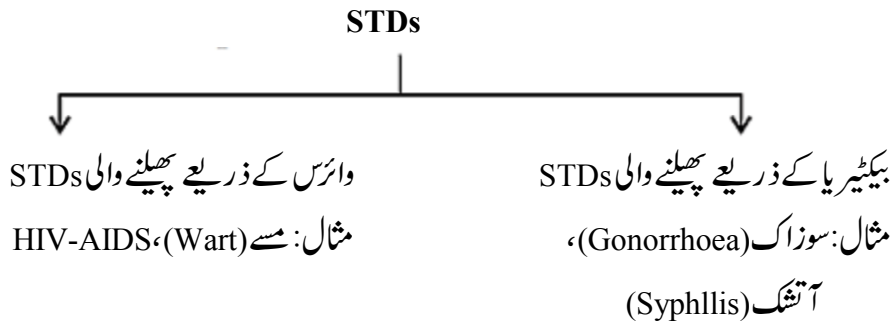 STDs
بیکٹیریا کے ذریعے پھیلنے والی STDs
مثال: سوزاک (Gonorrhoea)،
آتشک (Syphllis)
وائرس کے ذریعے پھیلنے والی STDs
مثال: مسے (Wart)، HIV-AIDS